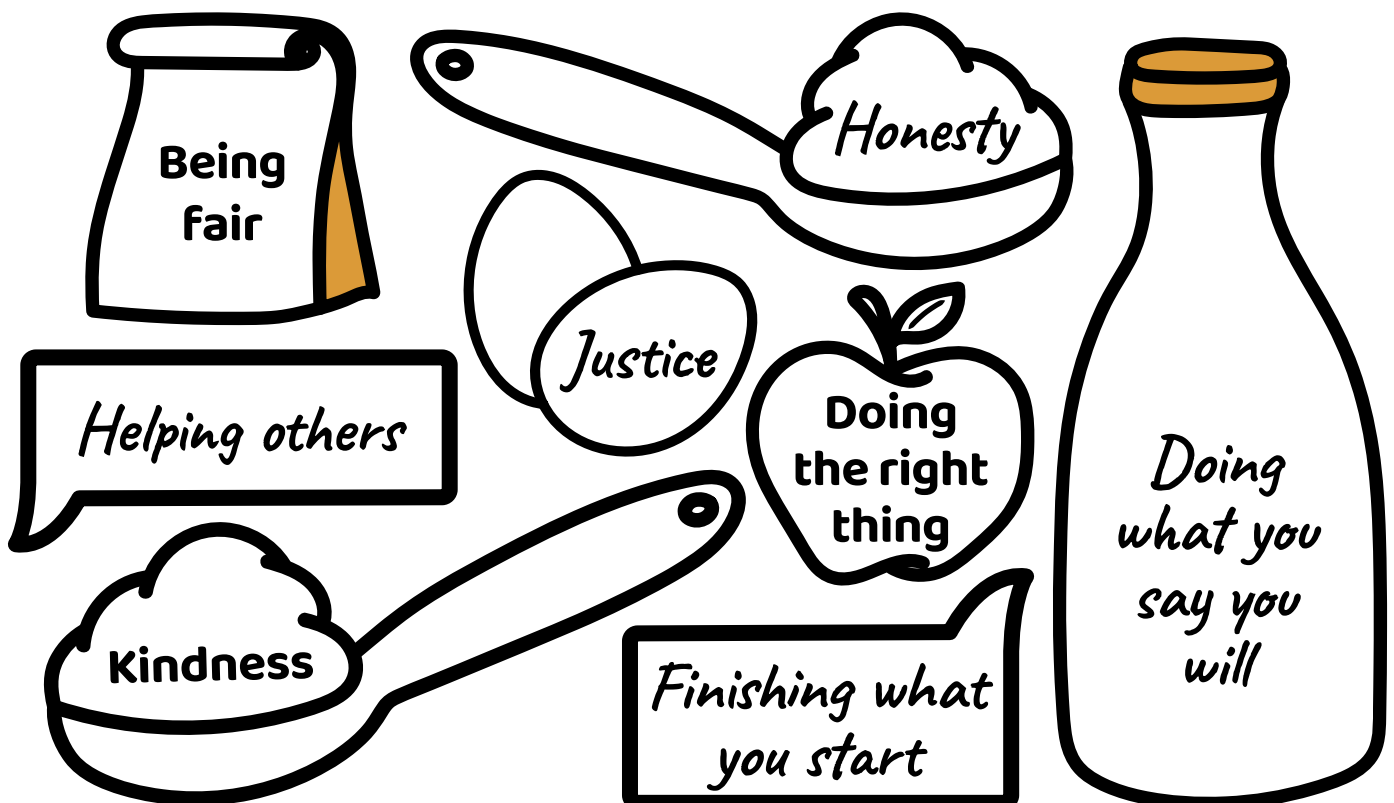 Being
fair
Honesty
Justice
Helping others
Doing
the right
thing
Doing
what you
say you
will
Kindness
Finishing what
you start